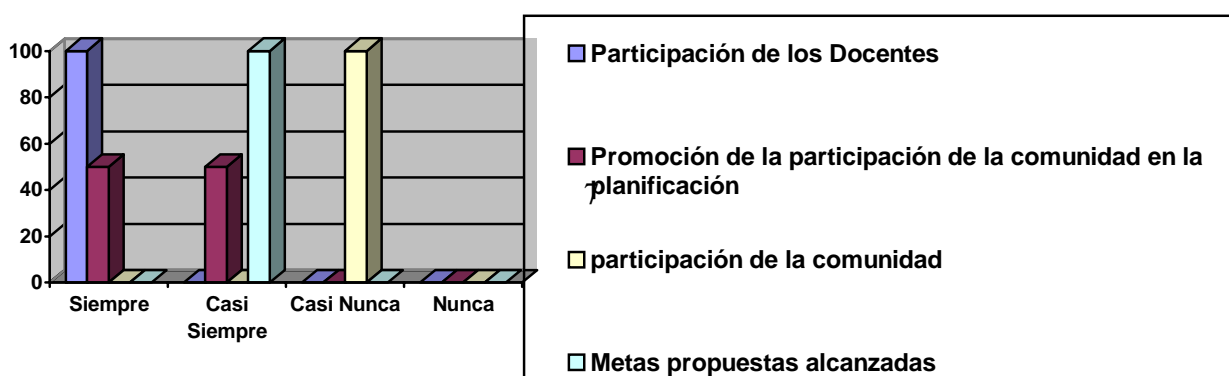 100
80
60
40
20
0
Siempre
Casi
Siempre
Casi Nunca
Nunca
Participación de los Docentes
Promoción de la participación de la comunidad en la
planificación
participación de la comunidad
Metas propuestas alcanzadas